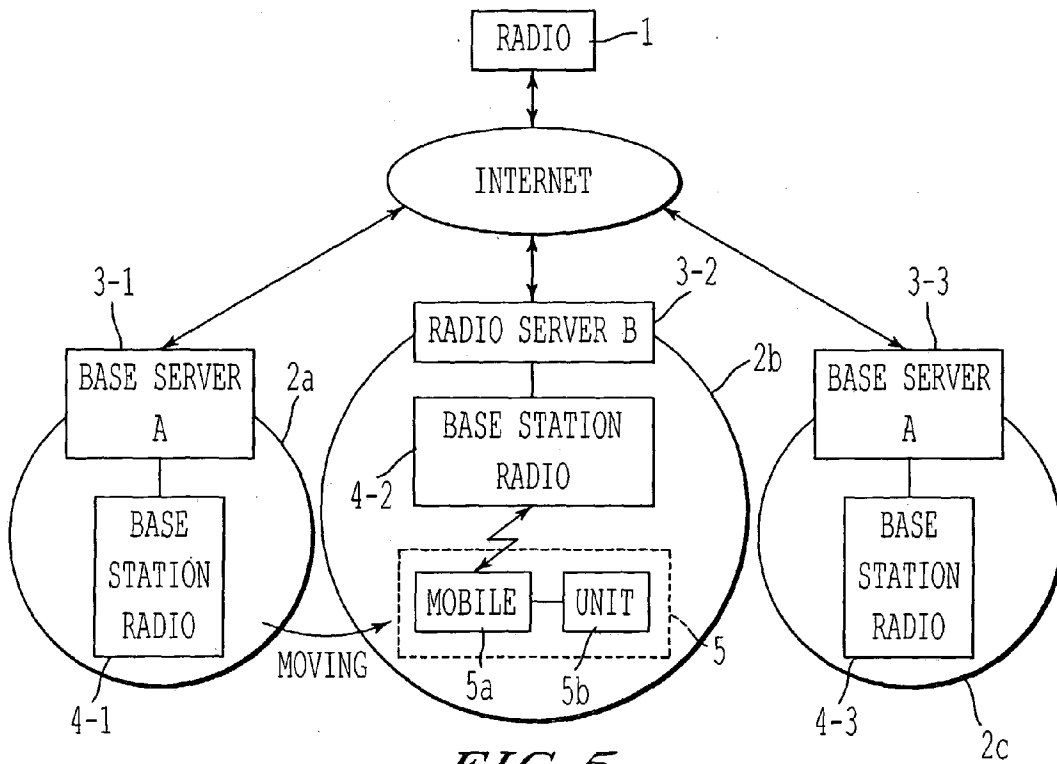 RADIO
1
INTERNET
3-1
3-2
3-3
BASE SERVER
A
2a
RADIO SERVER B
2b
BASE SERVER
A
BASE STATION
RADIO
4-2
BASE
STATION
RADIO
BASE
STATION
RADIO
MOBILE
UNIT
MOVING
5a
5b
5
4-1
4-3
2c
FIG.5